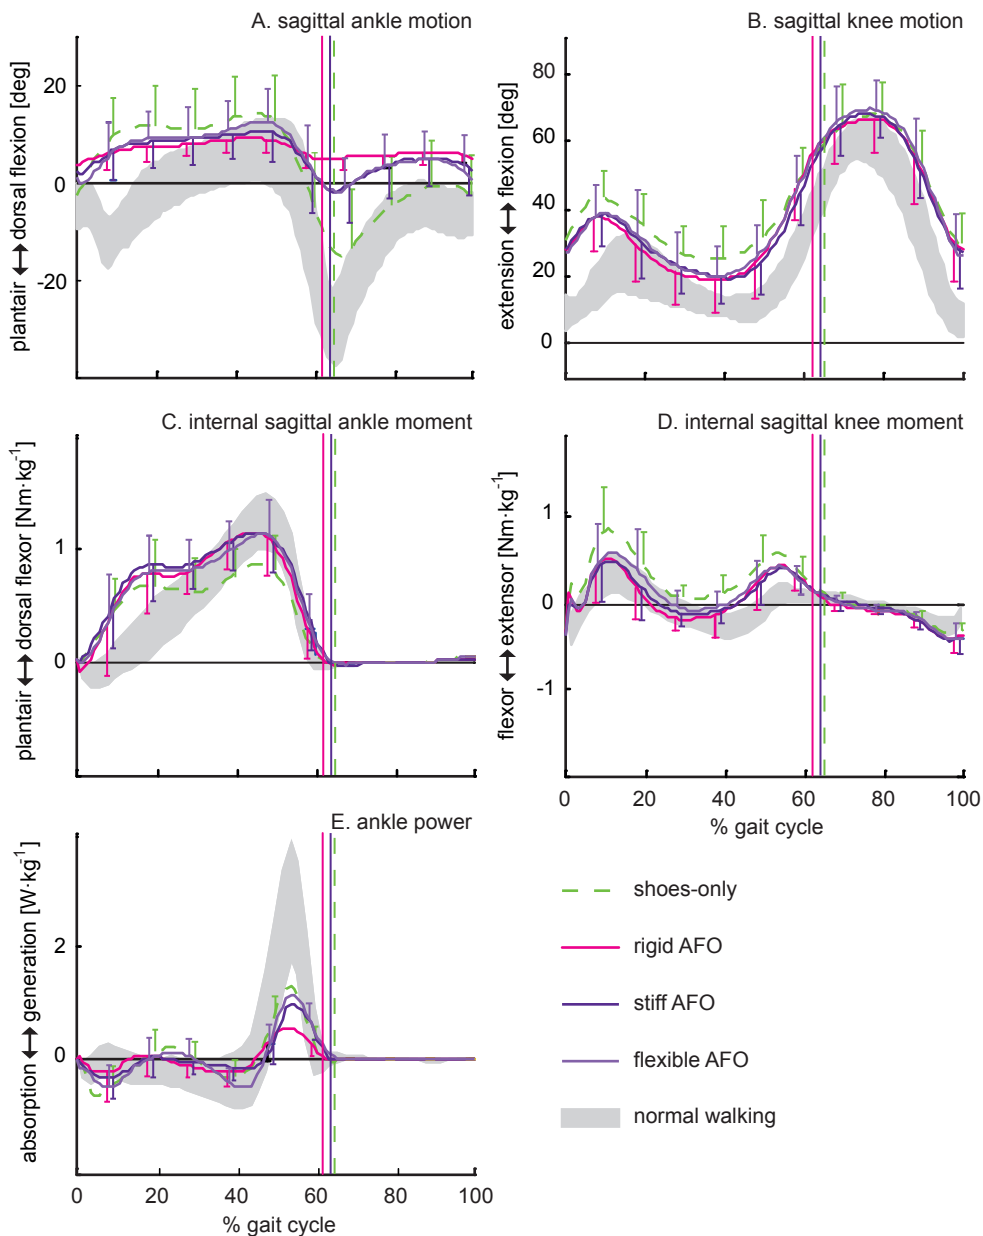 A. sagittal ankle motion
plantair ↔ dorsal flexion [deg]
20
0
-20
B. sagittal knee motion
extension ↔ flexion [deg]
80
60
40
20
0
C. internal sagittal ankle moment
plantair ↔ dorsal flexor [Nm·kg⁻¹]
1
0
D. internal sagittal knee moment
flexor ↔ extensor [Nm·kg⁻¹]
1
0
-1
0 20 40 60 80 100
% gait cycle
E. ankle power
absorption ↔ generation [W·kg⁻¹]
2
0
0 20 40 60 80 100
% gait cycle
shoes-only
rigid AFO
stiff AFO
flexible AFO
normal walking